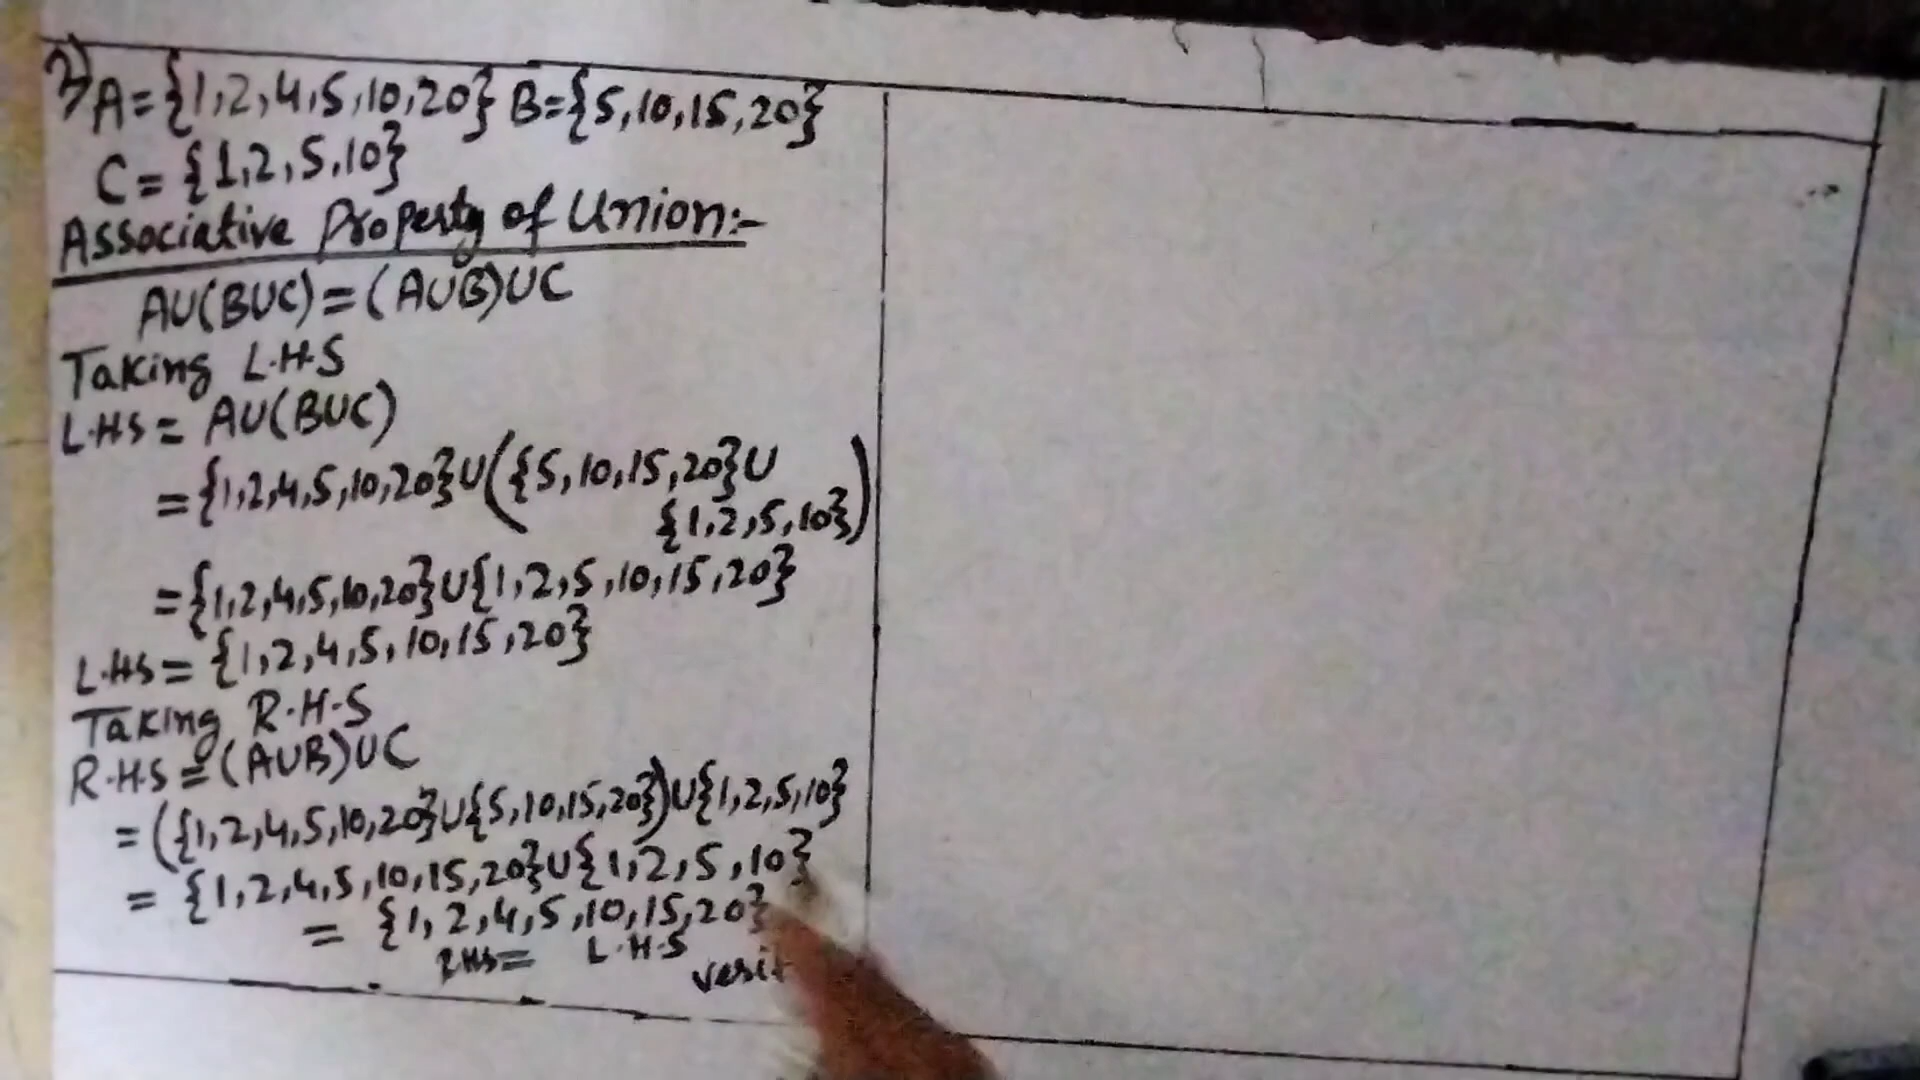 A={1,2,4,5,10,20} B={5,10,15,20}
C={1,2,5,10}
Associative Property of Union:-
AU(BUC)=(AUB)UC
Taking L.H.S
L.H.S = AU(BUC)
={1,2,4,5,10,20}U({5,10,15,20}U
{1,2,5,10})
={1,2,4,5,10,20}U{1,2,5,10,15,20}
L.H.S={1,2,4,5,10,15,20}
Taking R.H.S
R.H.S=(AUB)UC
=({1,2,4,5,10,20}U{5,10,15,20})U{1,2,5,10}
={1,2,4,5,10,15,20}U{1,2,5,10}
={1,2,4,5,10,15,20}
RHS= L.H.S